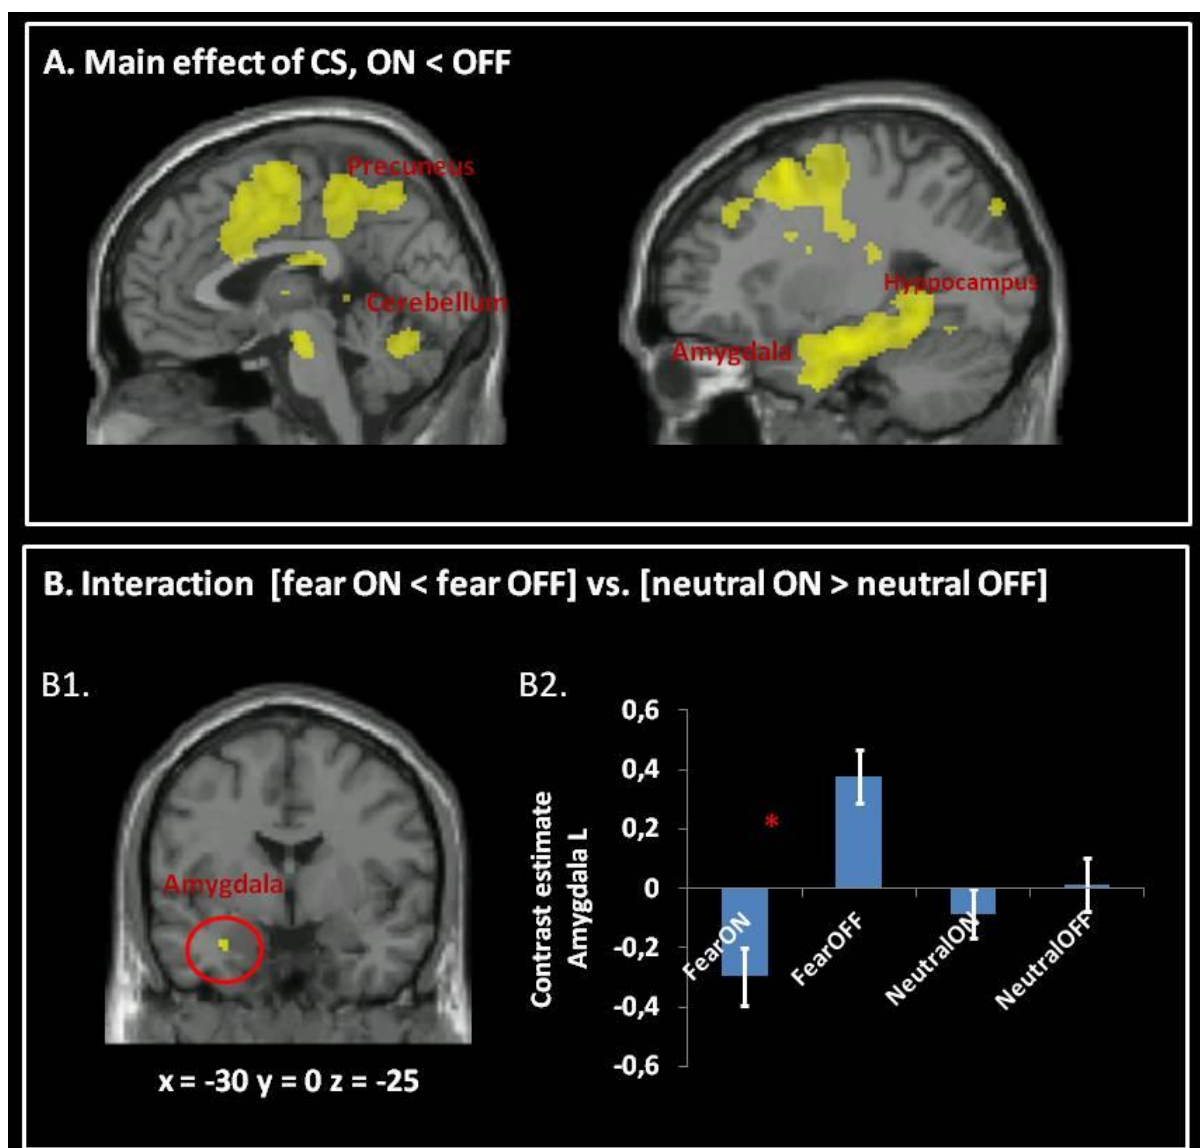 A. Main effect of CS, ON < OFF
Precuneus
Cerebellum
Hyppocampus
Amygdala
B. Interaction [fear ON < fear OFF] vs. [neutral ON > neutral OFF]
B1.
Amygdala
x = -30 y = 0 z = -25
B2.
Contrast estimate
Amygdala L
0,6
0,4
0,2
0
-0,2
-0,4
-0,6
*
FearON
FearOFF
NeutralON
NeutralOFF